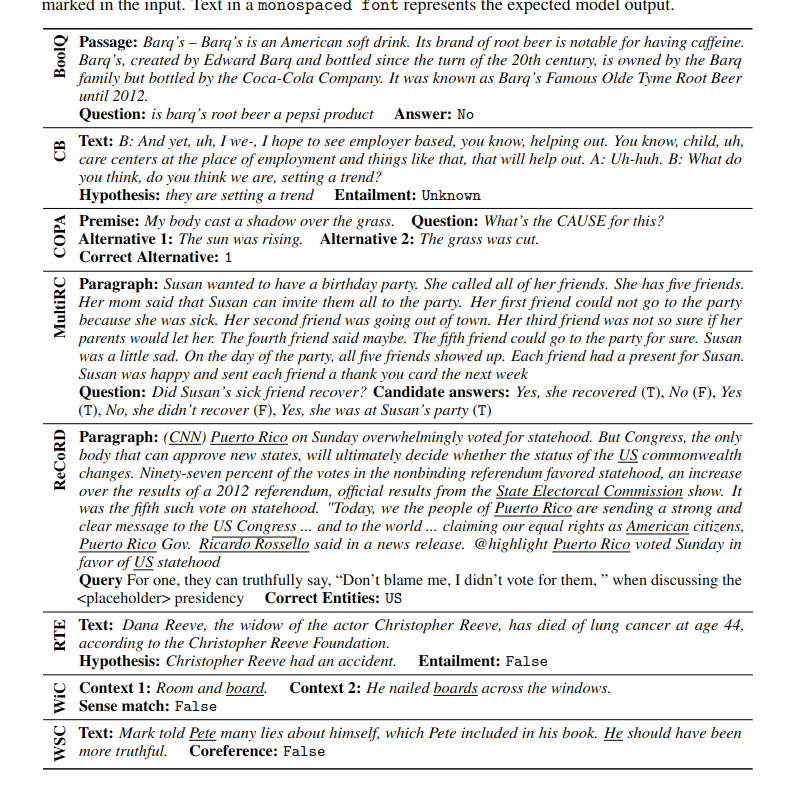 marked in the input. Text in a monospaced font represents the expected model output.
BoolQ
Passage: Barq's – Barq's is an American soft drink. Its brand of root beer is notable for having caffeine.
Barq's, created by Edward Barq and bottled since the turn of the 20th century, is owned by the Barq
family but bottled by the Coca-Cola Company. It was known as Barq's Famous Olde Tyme Root Beer
until 2012.
Question: is barq's root beer a pepsi product Answer: No
CB
Text: B: And yet, uh, I we-, I hope to see employer based, you know, helping out. You know, child, uh,
care centers at the place of employment and things like that, that will help out. A: Uh-huh. B: What do
you think, do you think we are, setting a trend?
Hypothesis: they are setting a trend Entailment: Unknown
COPA
Premise: My body cast a shadow over the grass. Question: What's the CAUSE for this?
Alternative 1: The sun was rising. Alternative 2: The grass was cut.
Correct Alternative: 1
MultiRC
Paragraph: Susan wanted to have a birthday party. She called all of her friends. She has five friends.
Her mom said that Susan can invite them all to the party. Her first friend could not go to the party
because she was sick. Her second friend was going out of town. Her third friend was not so sure if her
parents would let her. The fourth friend said maybe. The fifth friend could go to the party for sure. Susan
was a little sad. On the day of the party, all five friends showed up. Each friend had a present for Susan.
Susan was happy and sent each friend a thank you card the next week
Question: Did Susan's sick friend recover? Candidate answers: Yes, she recovered (T), No (F), Yes
(T), No, she didn't recover (F), Yes, she was at Susan's party (T)
ReCoRD
Paragraph: (CNN) Puerto Rico on Sunday overwhelmingly voted for statehood. But Congress, the only
body that can approve new states, will ultimately decide whether the status of the US commonwealth
changes. Ninety-seven percent of the votes in the nonbinding referendum favored statehood, an increase
over the results of a 2012 referendum, official results from the State Electorcal Commission show. It
was the fifth such vote on statehood. "Today, we the people of Puerto Rico are sending a strong and
clear message to the US Congress ... and to the world ... claiming our equal rights as American citizens,
Puerto Rico Gov. Ricardo Rossello said in a news release. @highlight Puerto Rico voted Sunday in
favor of US statehood
Query For one, they can truthfully say, “Don't blame me, I didn't vote for them, ” when discussing the
<placeholder> presidency Correct Entities: US
RTE
Text: Dana Reeve, the widow of the actor Christopher Reeve, has died of lung cancer at age 44,
according to the Christopher Reeve Foundation.
Hypothesis: Christopher Reeve had an accident. Entailment: False
WiC
Context 1: Room and board. Context 2: He nailed boards across the windows.
Sense match: False
WSC
Text: Mark told Pete many lies about himself, which Pete included in his book. He should have been
more truthful. Coreference: False